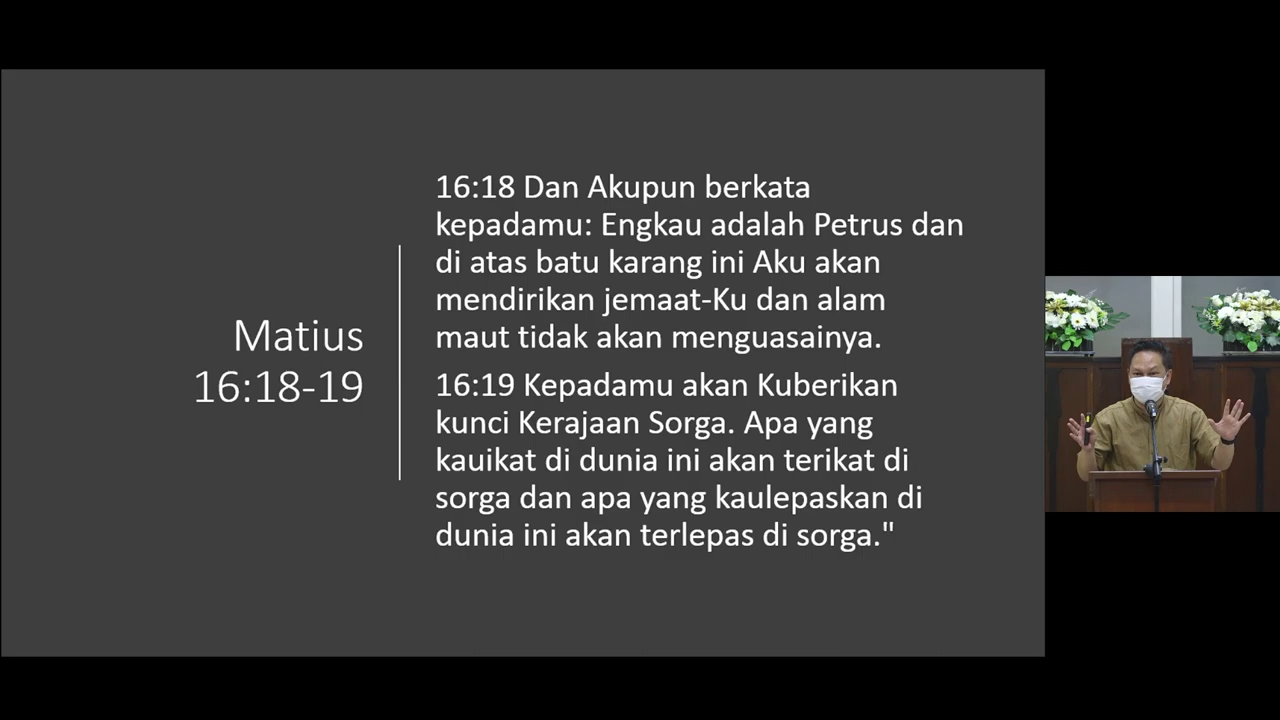 Matius
16:18-19
16:18 Dan Akupun berkata
kepadamu: Engkau adalah Petrus dan
di atas batu karang ini Aku akan
mendirikan jemaat-Ku dan alam
maut tidak akan menguasainya.
16:19 Kepadamu akan Kuberikan
kunci Kerajaan Sorga. Apa yang
kauikat di dunia ini akan terikat di
sorga dan apa yang kaulepaskan di
dunia ini akan terlepas di sorga."